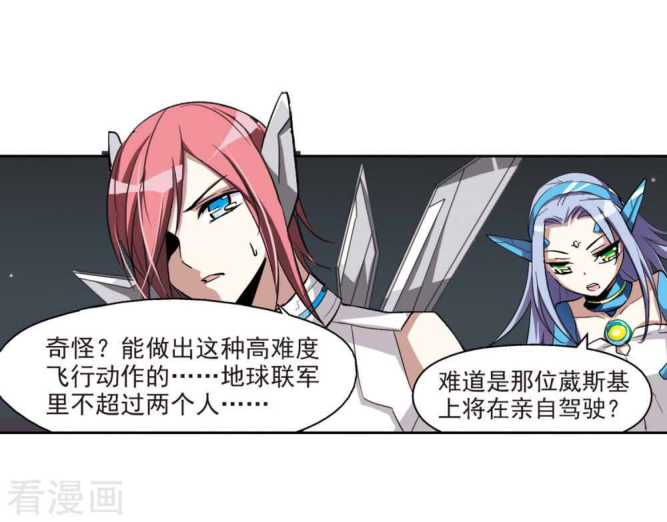 奇怪？能做出这种高难度
飞行动作的……地球联军
里不超过两个人……
难道是那位葳斯基
上将在亲自驾驶？
看漫画